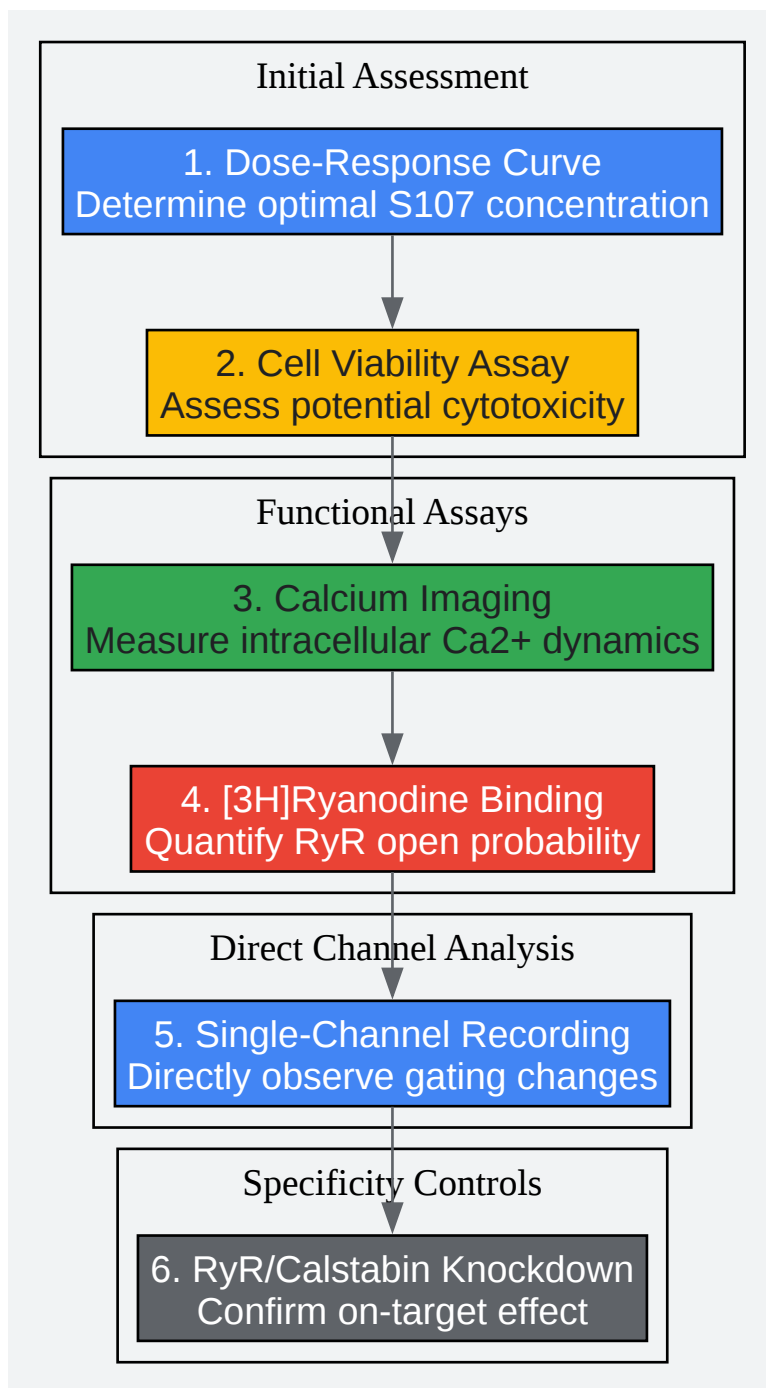 Initial Assessment
1. Dose-Response Curve
Determine optimal S107 concentration
2. Cell Viability Assay
Assess potential cytotoxicity
Functional Assays
3. Calcium Imaging
Measure intracellular Ca2+ dynamics
4. [3H]Ryanodine Binding
Quantify RyR open probability
Direct Channel Analysis
5. Single-Channel Recording
Directly observe gating changes
Specificity Controls
6. RyR/Calstabin Knockdown
Confirm on-target effect